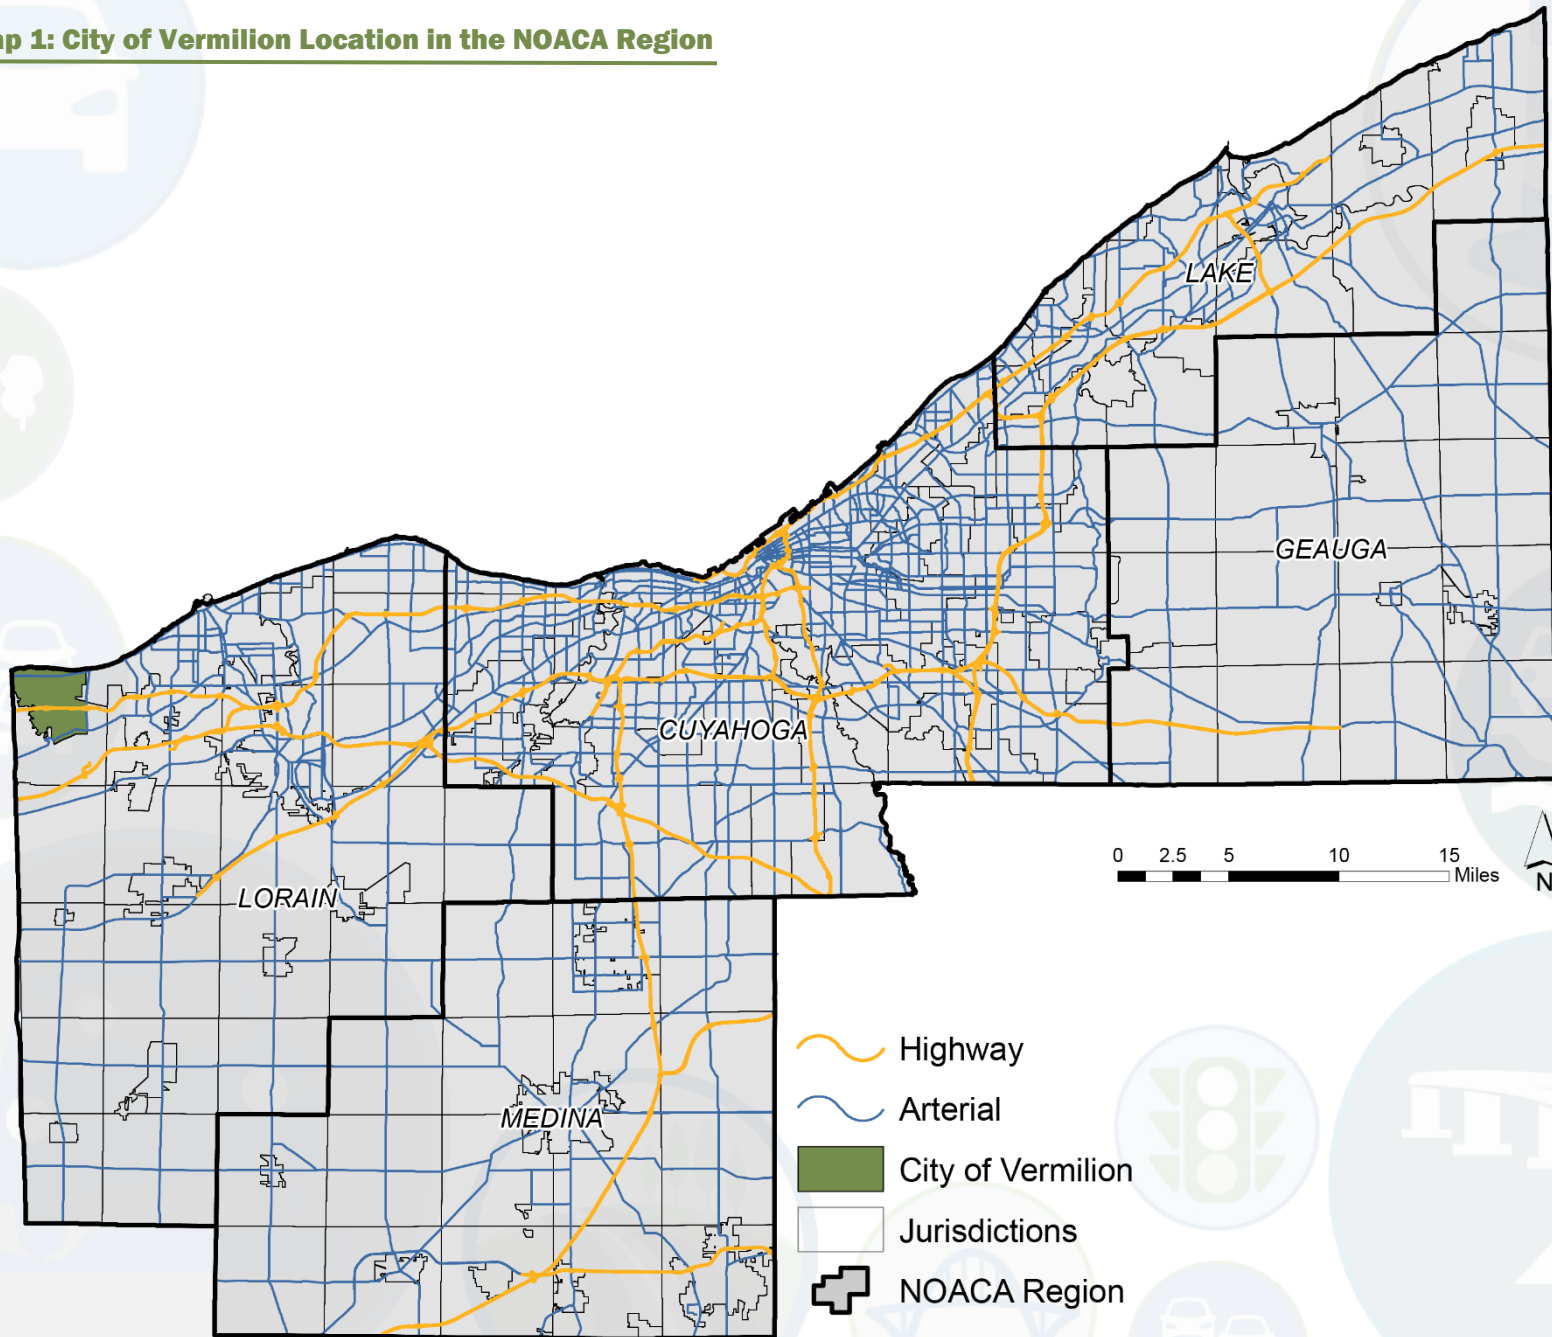 p 1: City of Vermilion Location in the NOACA Region
LAKE
GEAUGA
CUYAHOGA
LORAIN
MEDINA
0 2.5 5 10 15
Miles
N
Highway
Arterial
City of Vermilion
Jurisdictions
NOACA Region